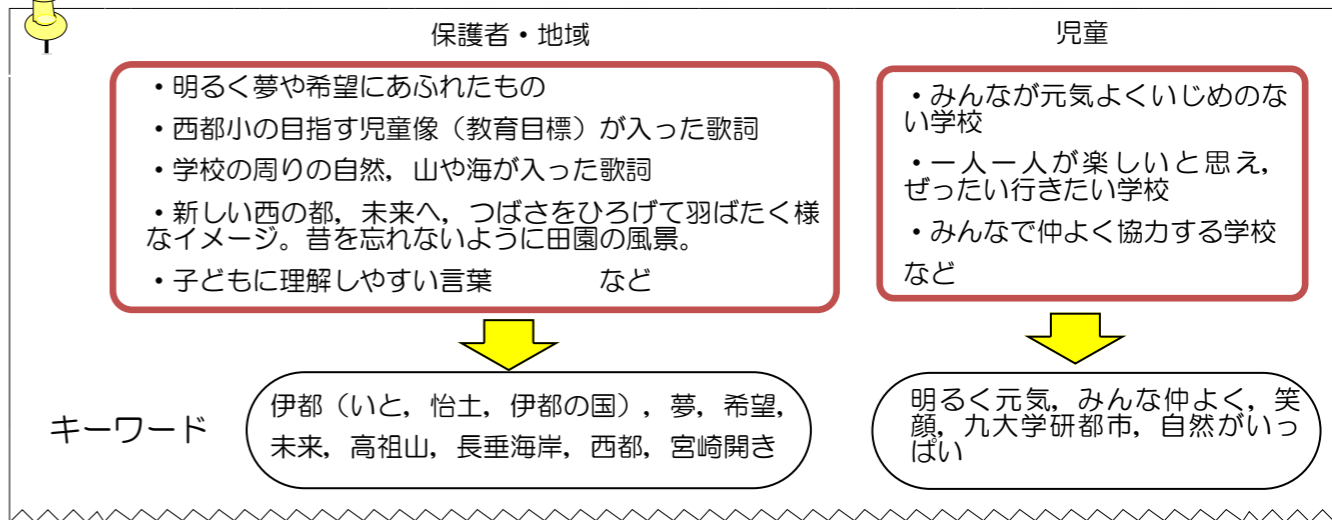 保護者・地域
・明るく夢や希望にあふれたもの
・西都小の目指す児童像（教育目標）が入った歌詞
・学校の周りの自然，山や海が入った歌詞
・新しい西の都，未来へ，つばさをひろげて羽ばたく様
なイメージ。昔を忘れないように田園の風景。
・子どもに理解しやすい言葉　　　　など
児童
・みんなが元気よくいじめのな
い学校
・一人一人が楽しいと思え，
ぜったい行きたい学校
・みんなで仲よく協力する学校
など
キーワード
伊都（いと，怡土，伊都の国），夢，希望，
未来，高祖山，長垂海岸，西都，宮崎開き
明るく元気，みんな仲よく，笑
顔，九大学研都市，自然がいっ
ぱい